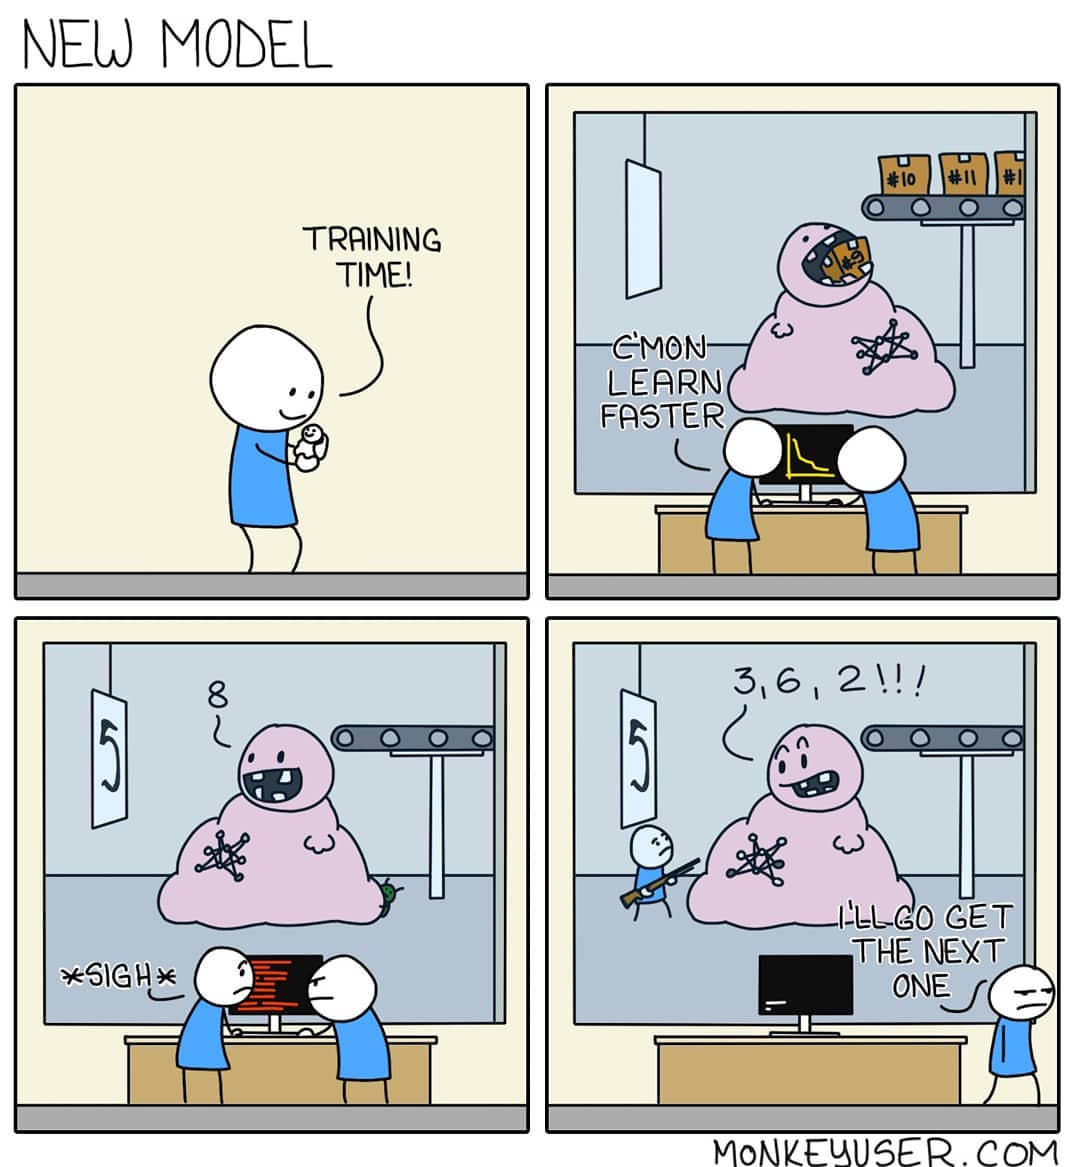 NEW MODEL
TRAINING
TIME!
#10
#11
#1
#9
C'MON
LEARN
FASTER
5
8
*SIGH*
5
3, 6, 2!!!
I'LL GO GET
THE NEXT
ONE
MONKEYUSER.COM